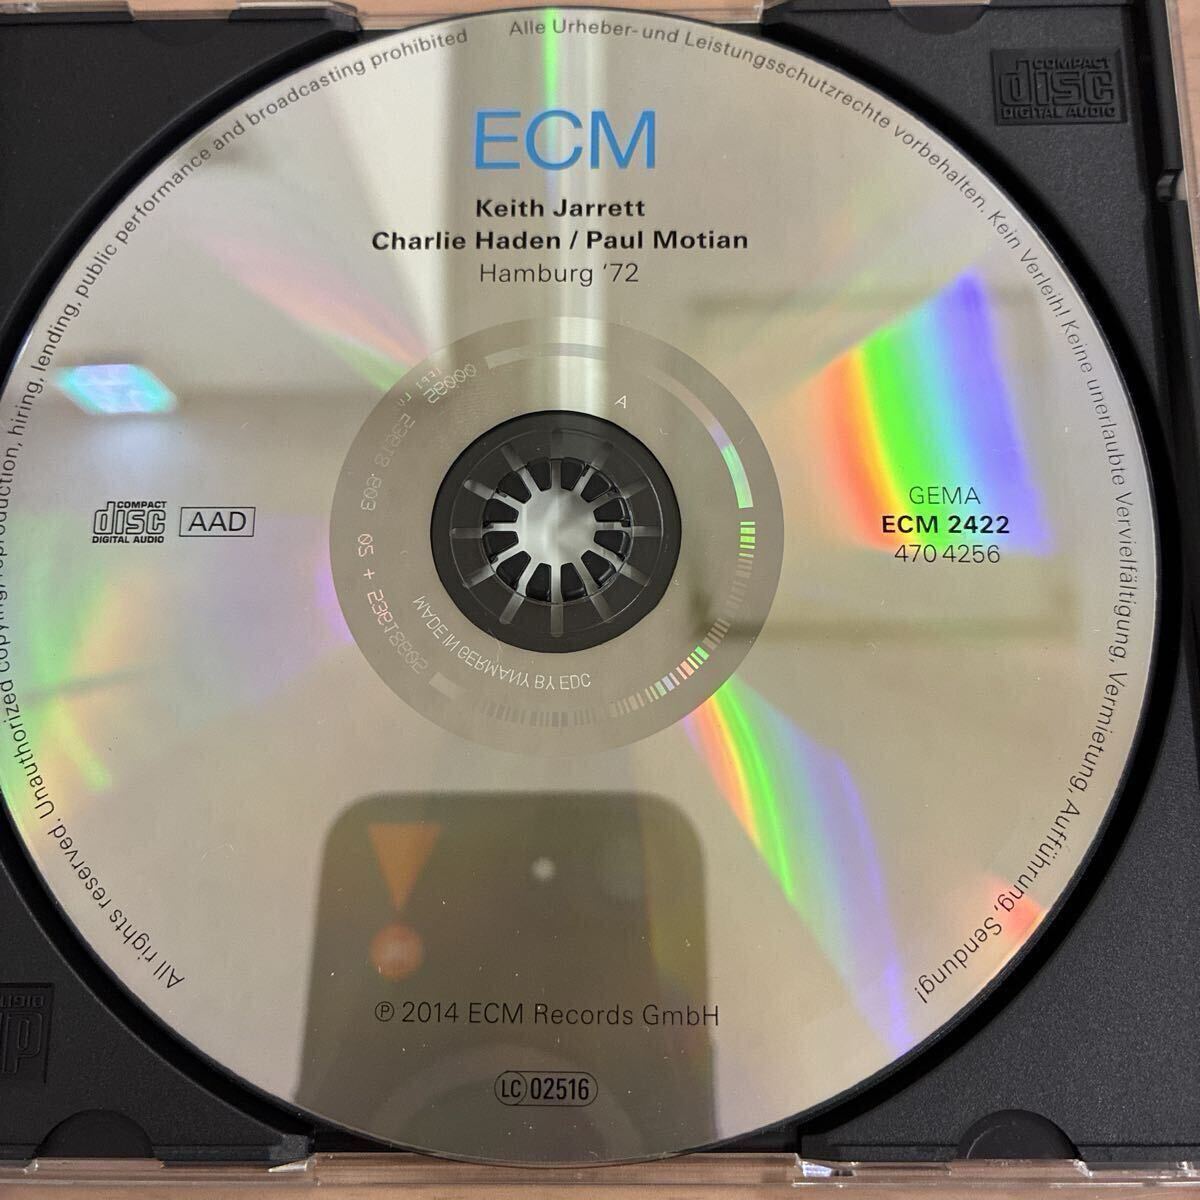 All rights reserved. Unauthorized copying, reproduction, hiring, lending, public performance and broadcasting prohibited
Alle Urheber- und Leistungsschutzrechte vorbehalten. Kein Verleih! Keine unerlaubte Vervielfältigung, Vermietung, Aufführung, Sendung!
ECM
Keith Jarrett
Charlie Haden / Paul Motian
Hamburg '72
COMPACT
disc
DIGITAL AUDIO
COMPACT
disc
DIGITAL AUDIO
AAD
GEMA
ECM 2422
470 4256
A
MADE IN GERMANY BY EDC
℗ 2014 ECM Records GmbH
LC 02516